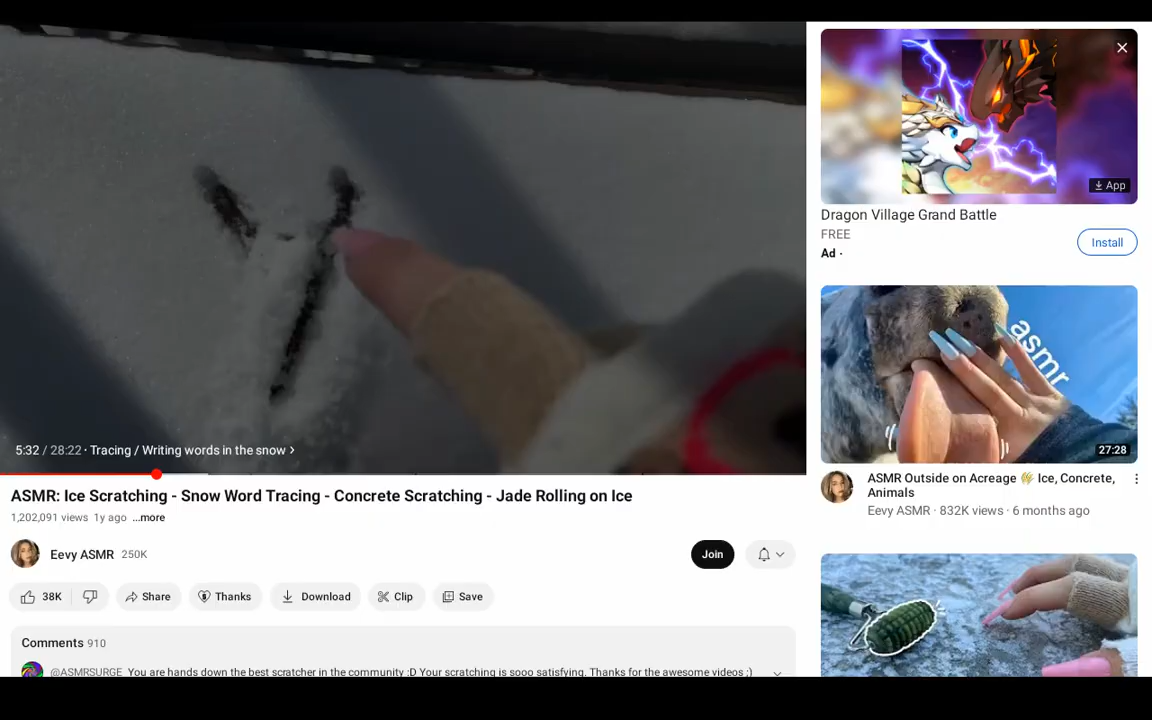 5:32 / 28:22 · Tracing / Writing words in the snow >
ASMR: Ice Scratching - Snow Word Tracing - Concrete Scratching - Jade Rolling on Ice
1,202,091 views 1y ago ...more
Eevy ASMR 250K
Join
38K
Share
Thanks
Download
Clip
Save
Comments 910
@ASMRSURGE You are hands down the best scratcher in the community :D Your scratching is sooo satisfying. Thanks for the awesome videos ;)
App
Dragon Village Grand Battle
FREE
Ad ·
Install
asmr
27:28
ASMR Outside on Acreage 🌾 Ice, Concrete,
Animals
Eevy ASMR · 832K views · 6 months ago